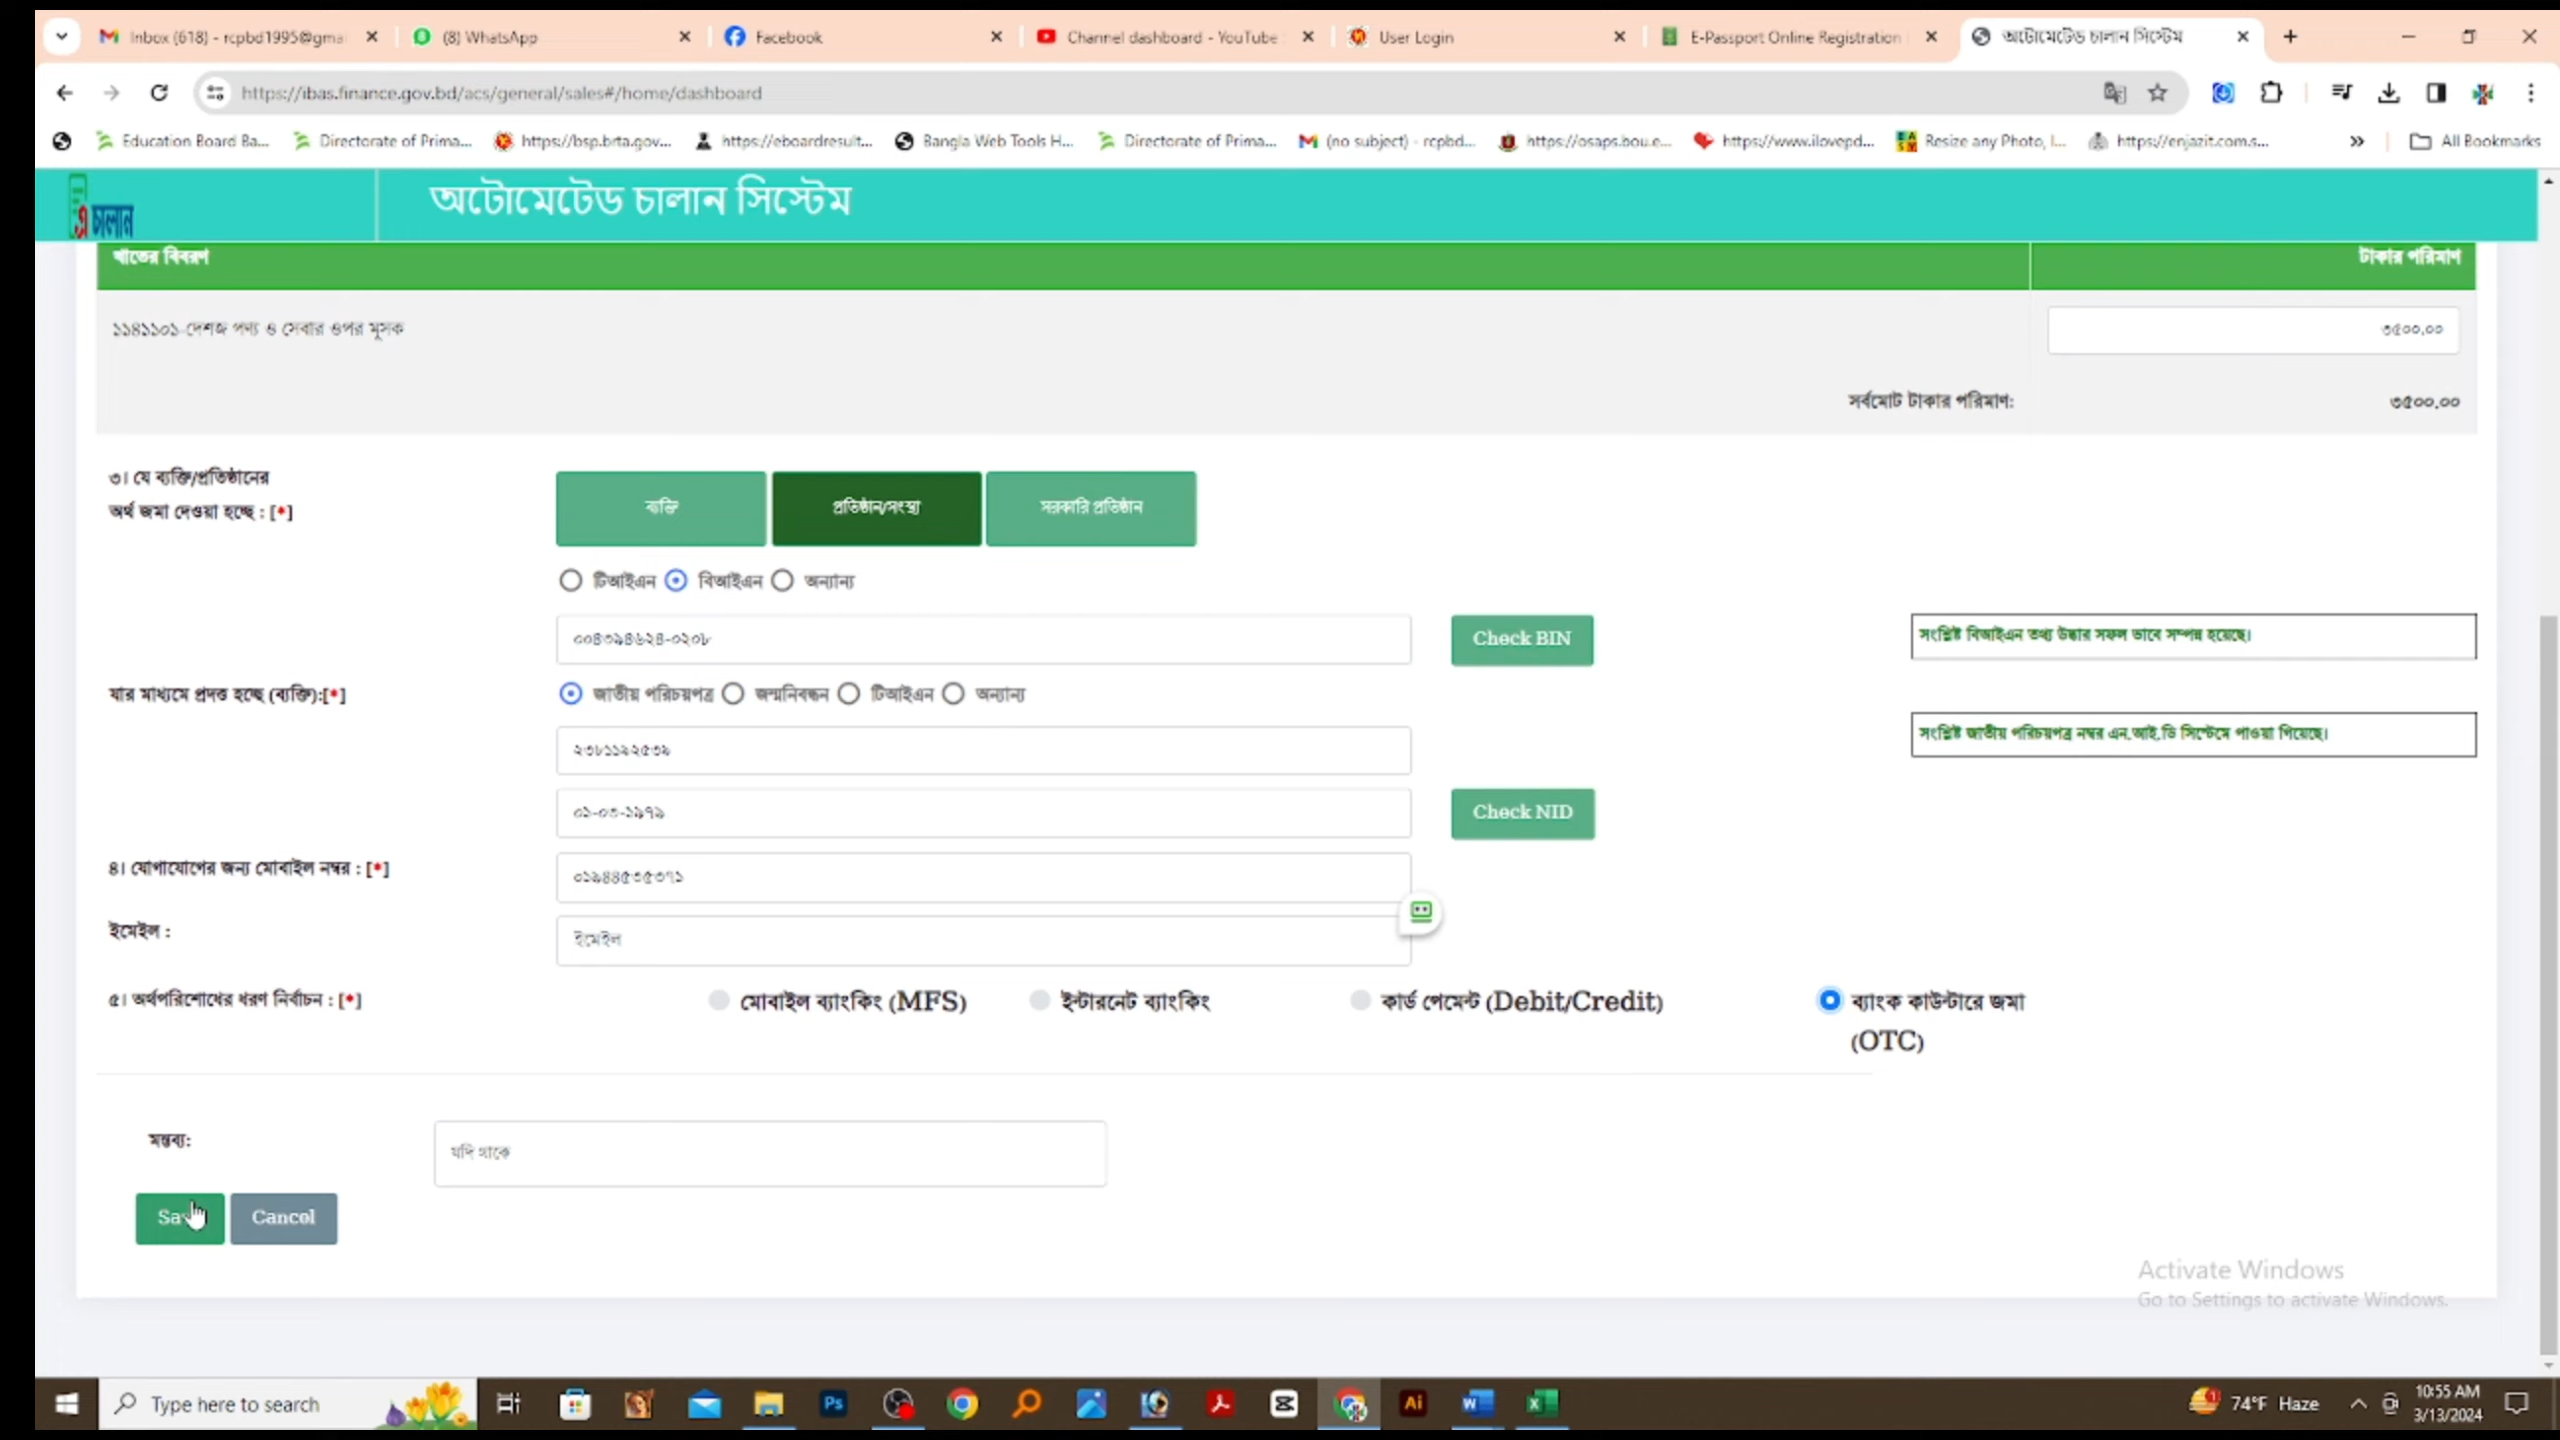 Inbox (618) - rcpbd1995@gma
(8) WhatsApp
Facebook
Channel dashboard - YouTube
User Login
E-Passport Online Registration
অটোমেটেড চালান সিস্টেম
https://ibas.finance.gov.bd/acs/general/sales#/home/dashboard
Education Board Ba...
Directorate of Prima...
https://bsp.brta.gov...
https://eboardresult...
Bangla Web Tools H...
Directorate of Prima...
(no subject) - rcpbd...
https://osaps.bou.e...
https://www.ilovepd...
Resize any Photo, I...
https://enjazit.com.s...
All Bookmarks
এ চালান
অটোমেটেড চালান সিস্টেম
খাতের বিবরণ
টাকার পরিমাণ
১১৪১১০১-দেশজ পণ্য ও সেবার ওপর মূসক
৩৫০০.০০
সর্বমোট টাকার পরিমাণ:
৩৫০০.০০
৩। যে ব্যক্তি/প্রতিষ্ঠানের
অর্থ জমা দেওয়া হচ্ছে : [*]
ব্যক্তি
প্রতিষ্ঠান/সংস্থা
সরকারি প্রতিষ্ঠান
টিআইএন
বিআইএন
অন্যান্য
০০৪৩৯৪৬২৪-০২০৮
Check BIN
সংশ্লিষ্ট বিআইএন তথ্য উদ্ধার সফল ভাবে সম্পন্ন হয়েছে।
যার মাধ্যমে প্রদত্ত হচ্ছে (ব্যক্তি):[*]
জাতীয় পরিচয়পত্র
জন্মনিবন্ধন
টিআইএন
অন্যান্য
সংশ্লিষ্ট জাতীয় পরিচয়পত্র নম্বর এন.আই.ডি সিস্টেমে পাওয়া গিয়েছে।
২৩৮১১৯২৫৩৯
০১-০৩-১৯৭৯
Check NID
৪। যোগাযোগের জন্য মোবাইল নম্বর : [*]
০১৯৪৪৫৩৫৩৭১
ইমেইল :
ইমেইল
৫। অর্থপরিশোধের ধরণ নির্বাচন : [*]
মোবাইল ব্যাংকিং (MFS)
ইন্টারনেট ব্যাংকিং
কার্ড পেমেন্ট (Debit/Credit)
ব্যাংক কাউন্টারে জমা
(OTC)
মন্তব্য:
যদি থাকে
Cancel
Activate Windows
Go to Settings to activate Windows.
Type here to search
74°F Haze
10:55 AM
3/13/2024